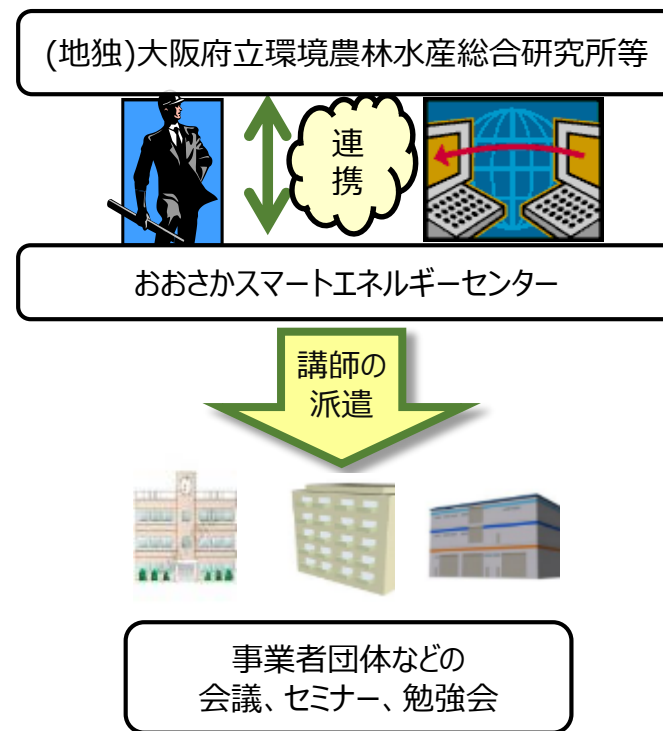 (地独)大阪府立環境農林水産総合研究所等
連
携
おおさかスマートエネルギーセンター
講師の
派遣
事業者団体などの
会議、セミナー、勉強会